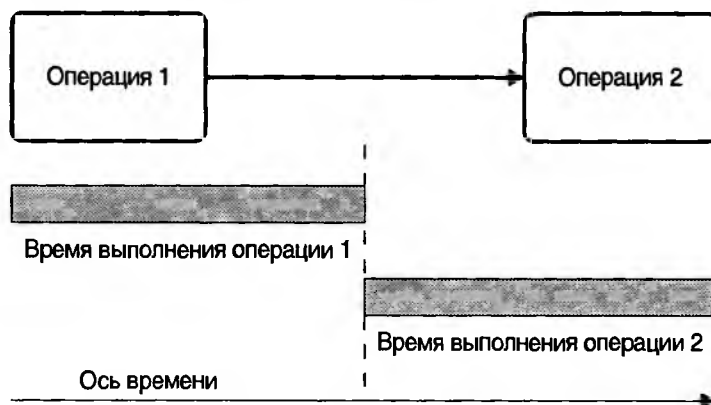 Операция 1
Операция 2
Время выполнения операции 1
Время выполнения операции 2
Ось времени